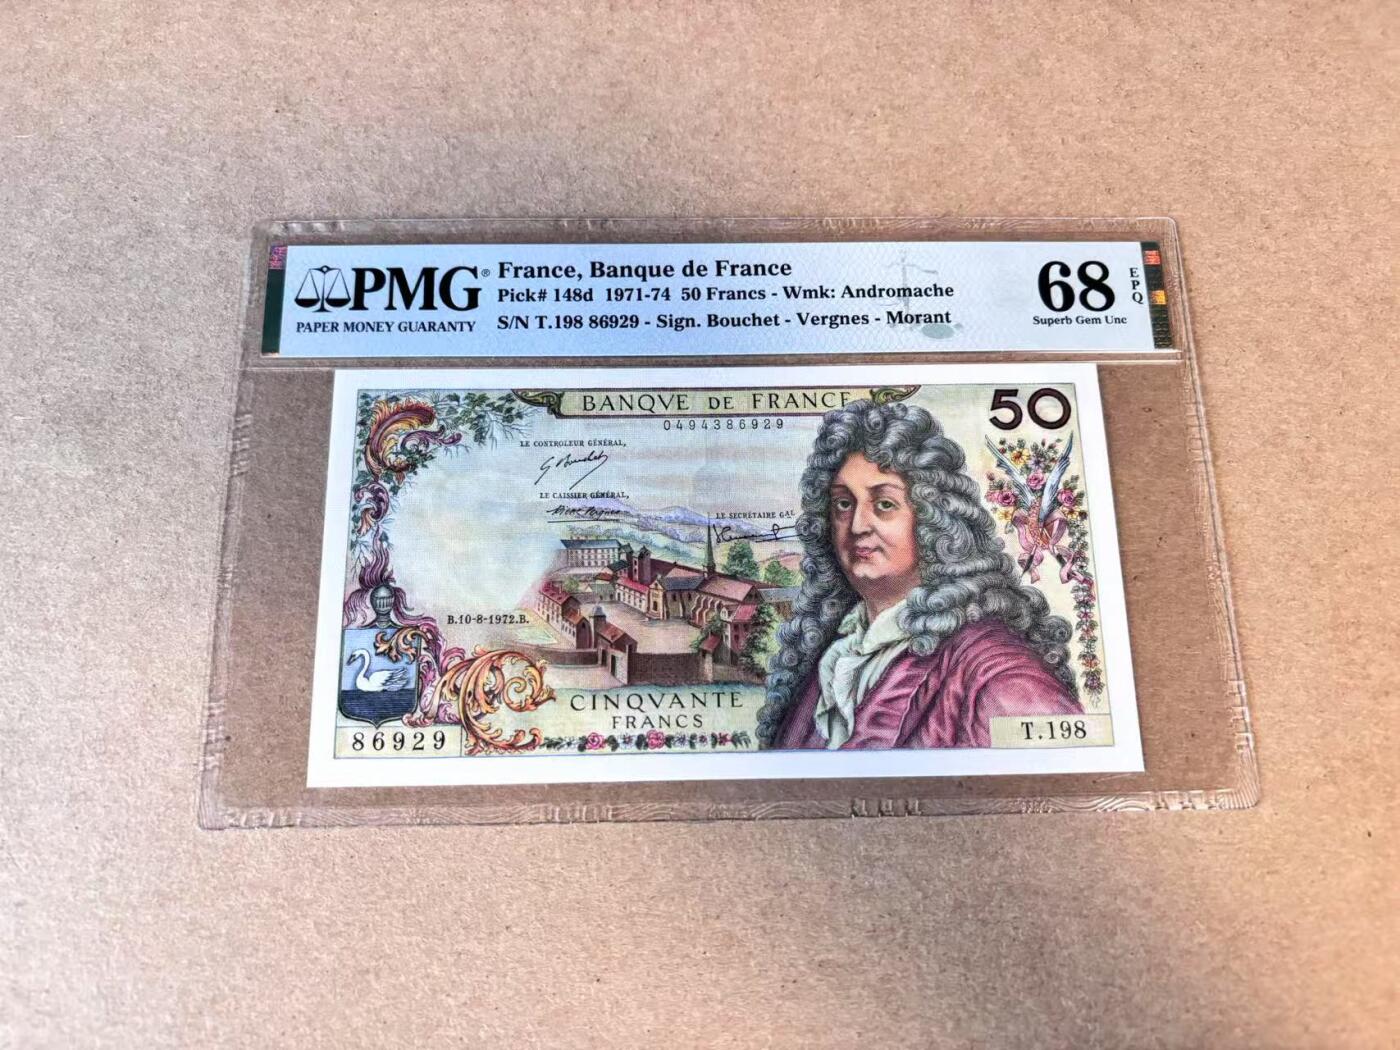 PMG®
PAPER MONEY GUARANTY
France, Banque de France
Pick# 148d 1971-74 50 Francs - Wmk: Andromache
S/N T.198 86929 - Sign. Bouchet - Vergnes - Morant
68
EPQ
Superb Gem Unc
BANQVE DE FRANCE
50
0494386929
LE CONTROLEUR GÉNÉRAL,
LE CAISSIER GÉNÉRAL,
LE SECRÉTAIRE GAL
B.10-8-1972.B.
CINQVANTE
FRANCS
86929
T.198